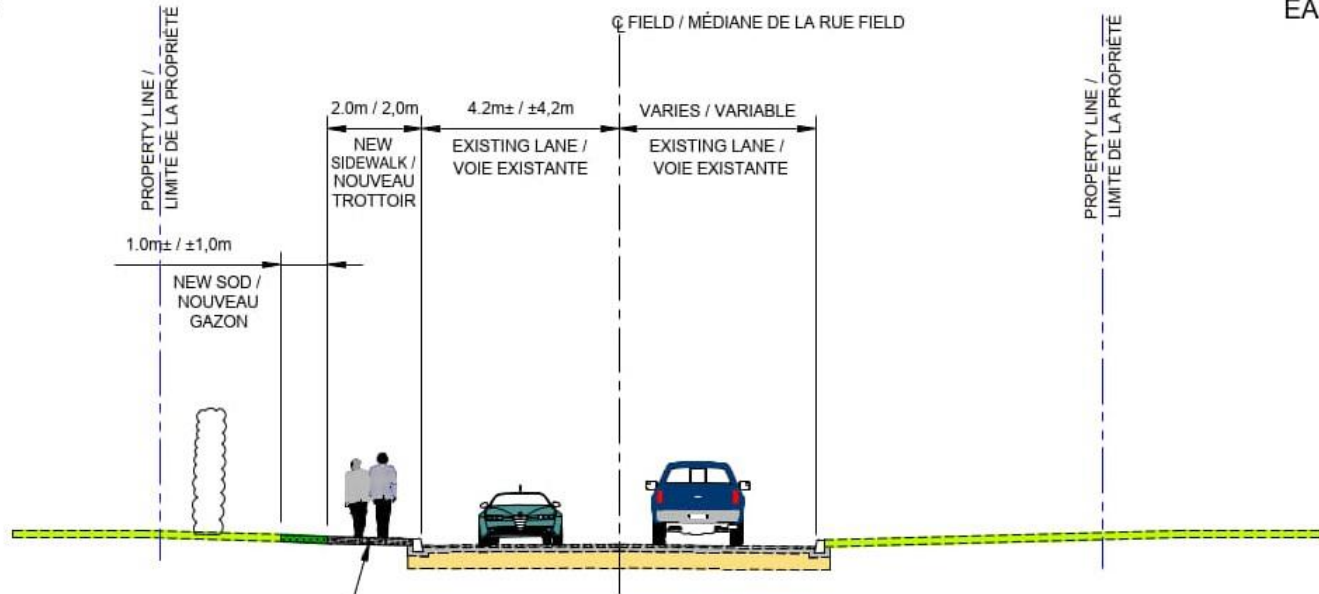 EA
℄ FIELD / MÉDIANE DE LA RUE FIELD
PROPERTY LINE /
LIMITE DE LA PROPRIÉTÉ
2.0m / 2,0m
NEW
SIDEWALK /
NOUVEAU
TROTTOIR
4.2m± / ±4,2m
EXISTING LANE /
VOIE EXISTANTE
VARIES / VARIABLE
EXISTING LANE /
VOIE EXISTANTE
PROPERTY LINE /
LIMITE DE LA PROPRIÉTÉ
1.0m± / ±1,0m
NEW SOD /
NOUVEAU
GAZON